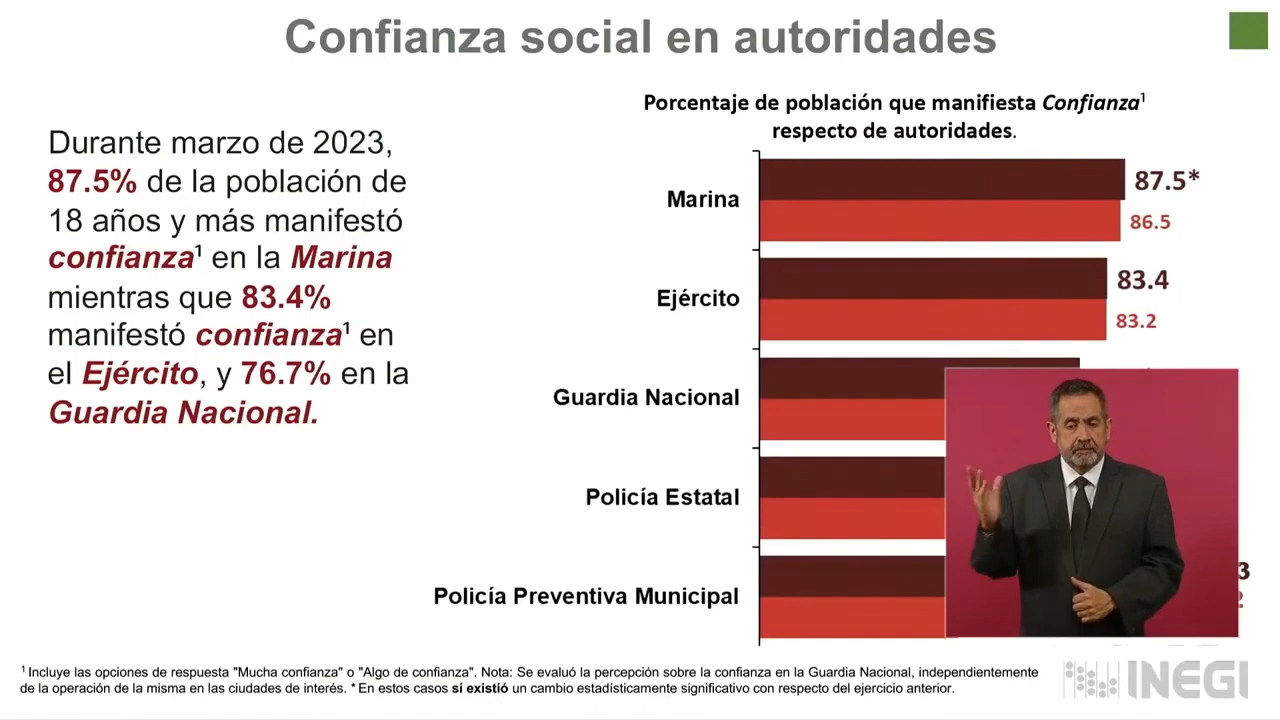 Confianza social en autoridades
Durante marzo de 2023,
87.5% de la población de
18 años y más manifestó
confianza¹ en la Marina
mientras que 83.4%
manifestó confianza¹ en
el Ejército, y 76.7% en la
Guardia Nacional.
Porcentaje de población que manifiesta Confianza¹
respecto de autoridades.
Marina
87.5*
86.5
Ejército
83.4
83.2
Guardia Nacional
Policía Estatal
Policía Preventiva Municipal
3
¹ Incluye las opciones de respuesta "Mucha confianza" o "Algo de confianza". Nota: Se evaluó la percepción sobre la confianza en la Guardia Nacional, independientemente
de la operación de la misma en las ciudades de interés. * En estos casos sí existió un cambio estadísticamente significativo con respecto del ejercicio anterior.
INEGI